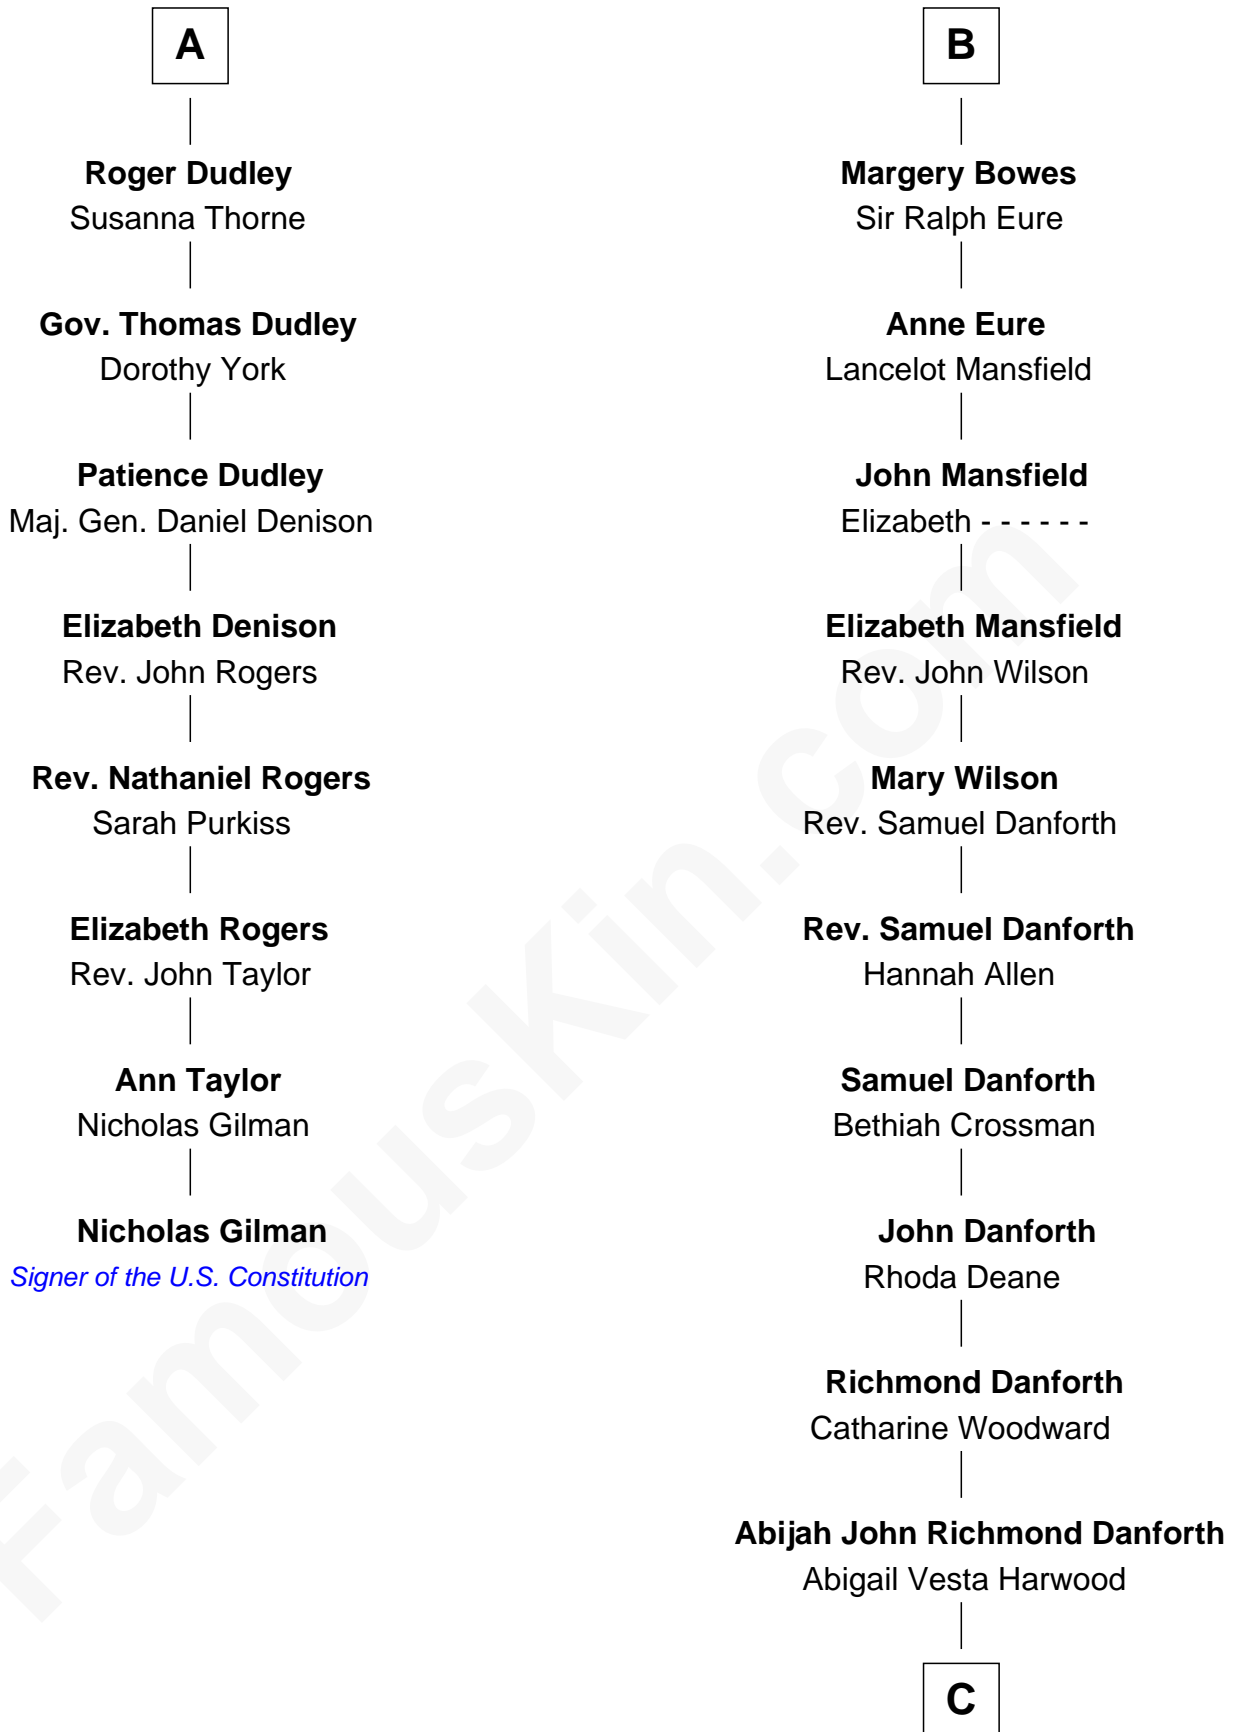 A
Roger Dudley
Susanna Thorne
Gov. Thomas Dudley
Dorothy York
Patience Dudley
Maj. Gen. Daniel Denison
Elizabeth Denison
Rev. John Rogers
Rev. Nathaniel Rogers
Sarah Purkiss
Elizabeth Rogers
Rev. John Taylor
Ann Taylor
Nicholas Gilman
Nicholas Gilman
Signer of the U.S. Constitution
B
Margery Bowes
Sir Ralph Eure
Anne Eure
Lancelot Mansfield
John Mansfield
Elizabeth - - - - - -
Elizabeth Mansfield
Rev. John Wilson
Mary Wilson
Rev. Samuel Danforth
Rev. Samuel Danforth
Hannah Allen
Samuel Danforth
Bethiah Crossman
John Danforth
Rhoda Deane
Richmond Danforth
Catharine Woodward
Abijah John Richmond Danforth
Abigail Vesta Harwood
C
FamousKin.com